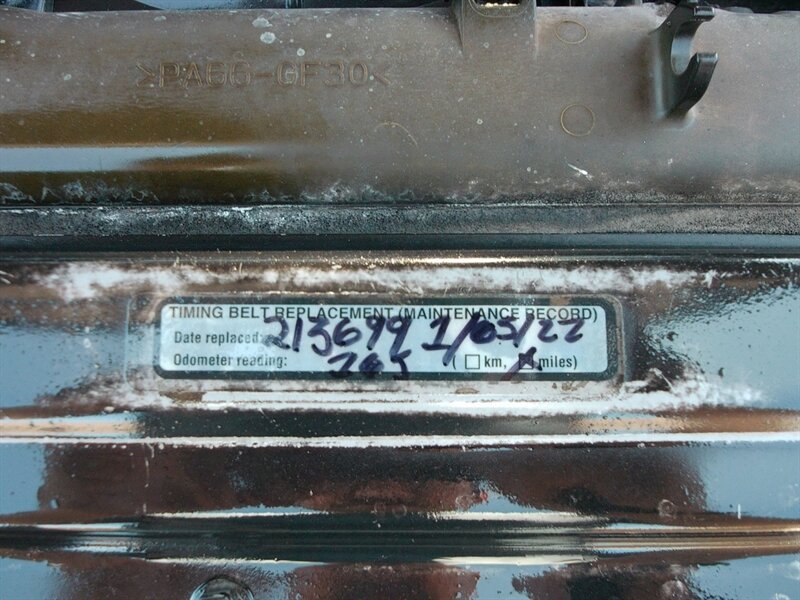 >PA66-GF30<
TIMING BELT REPLACEMENT (MAINTENANCE RECORD)
Date replaced: 213699 1/05/22
Odometer reading: ( km, miles)